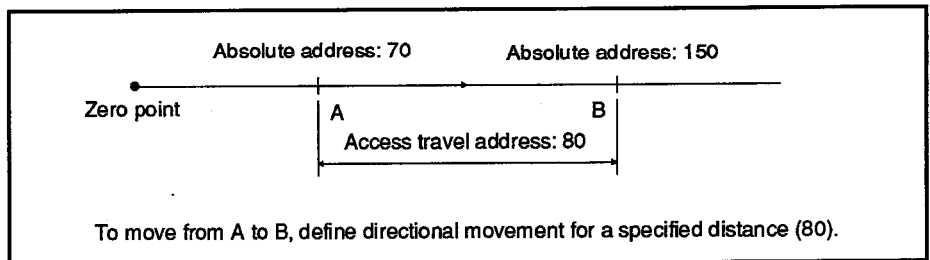 Absolute address: 70 Absolute address: 150
Zero point A B
Access travel address: 80
To move from A to B, define directional movement for a specified distance (80).